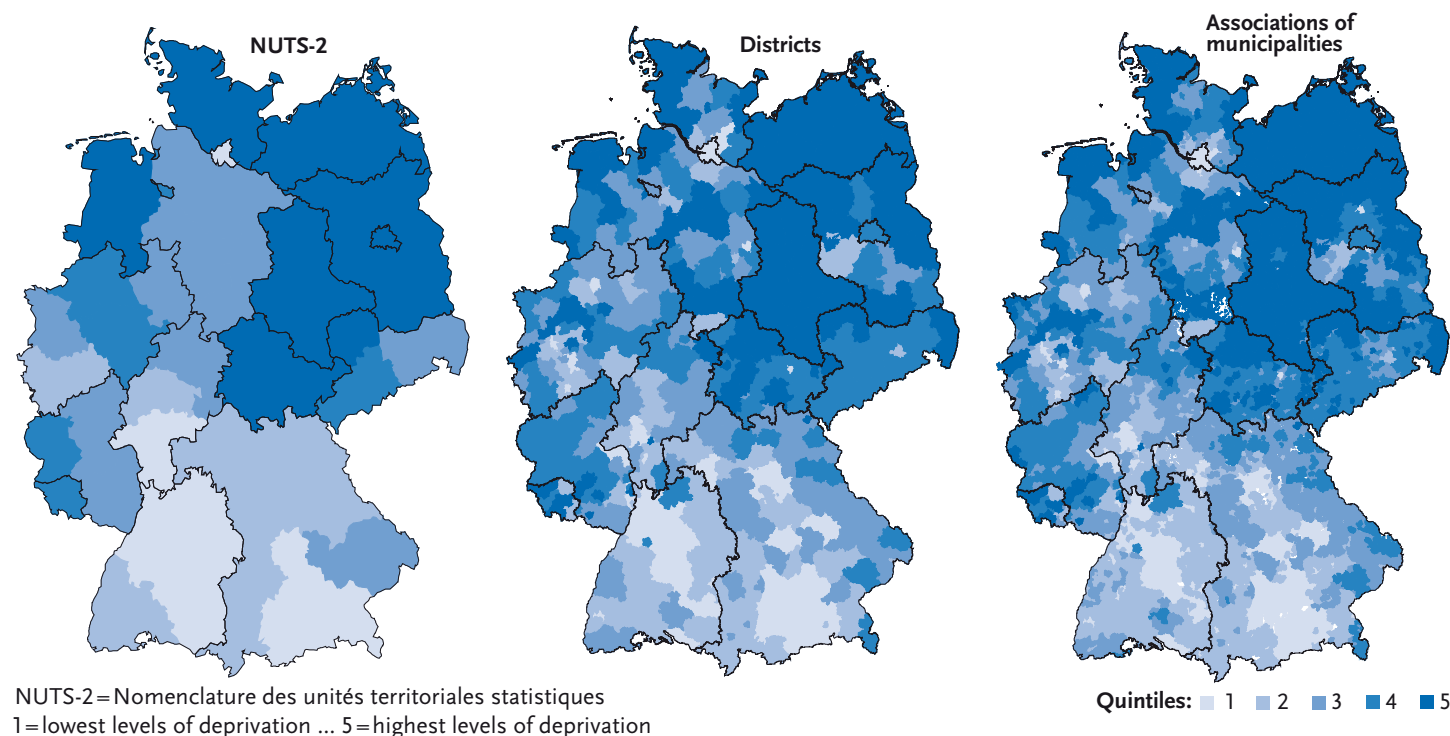 NUTS-2
Districts
Associations of
municipalities
NUTS-2=Nomenclature des unités territoriales statistiques
1=lowest levels of deprivation ... 5=highest levels of deprivation
Quintiles: 1 2 3 4 5